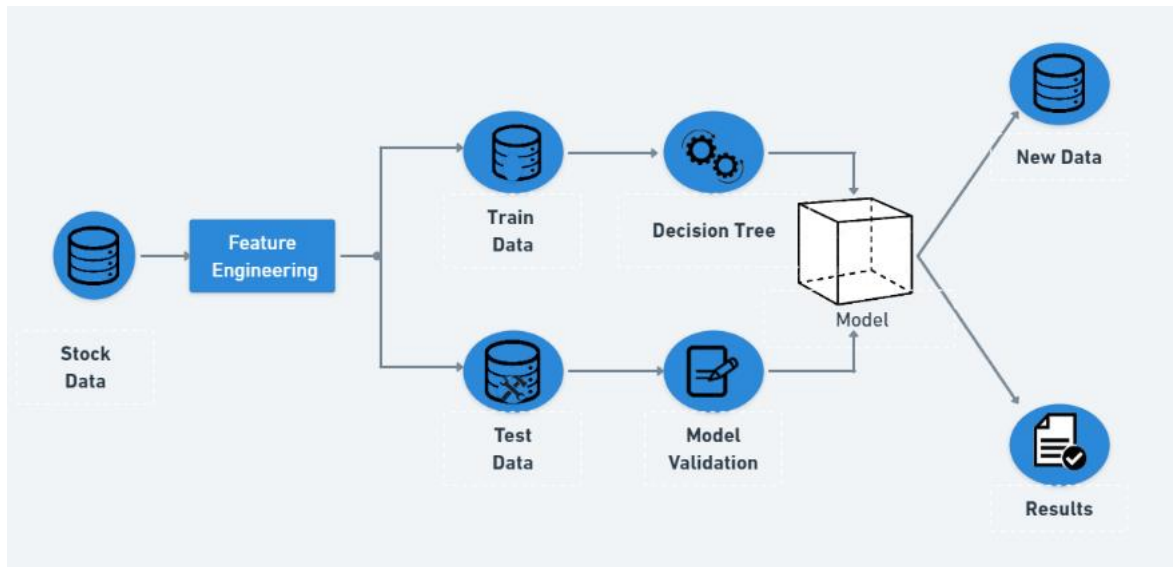 Stock
Data
Feature
Engineering
Train
Data
Decision Tree
Model
Test
Data
Model
Validation
New Data
Results